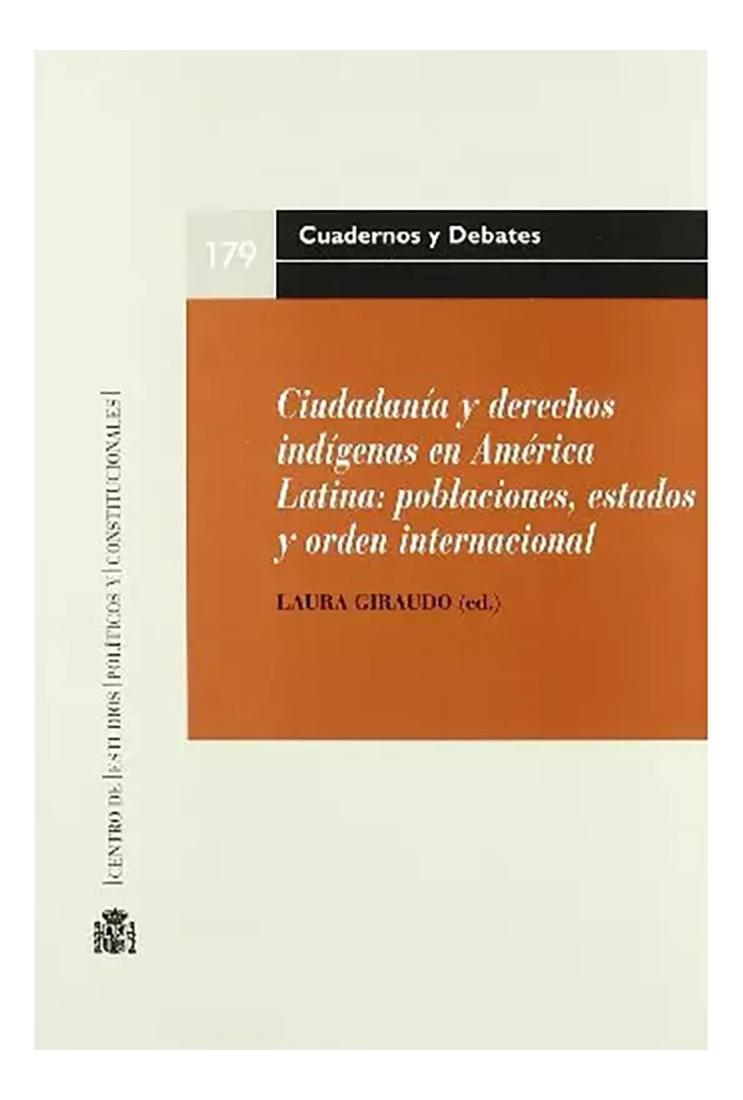 179
Cuadernos y Debates
Ciudadanía y derechos
indígenas en América
Latina: poblaciones, estados
y orden internacional
LAURA GIRAUDO (ed.)
|CENTRO DE|ESTUDIOS|POLÍTICOS Y|CONSTITUCIONALES|